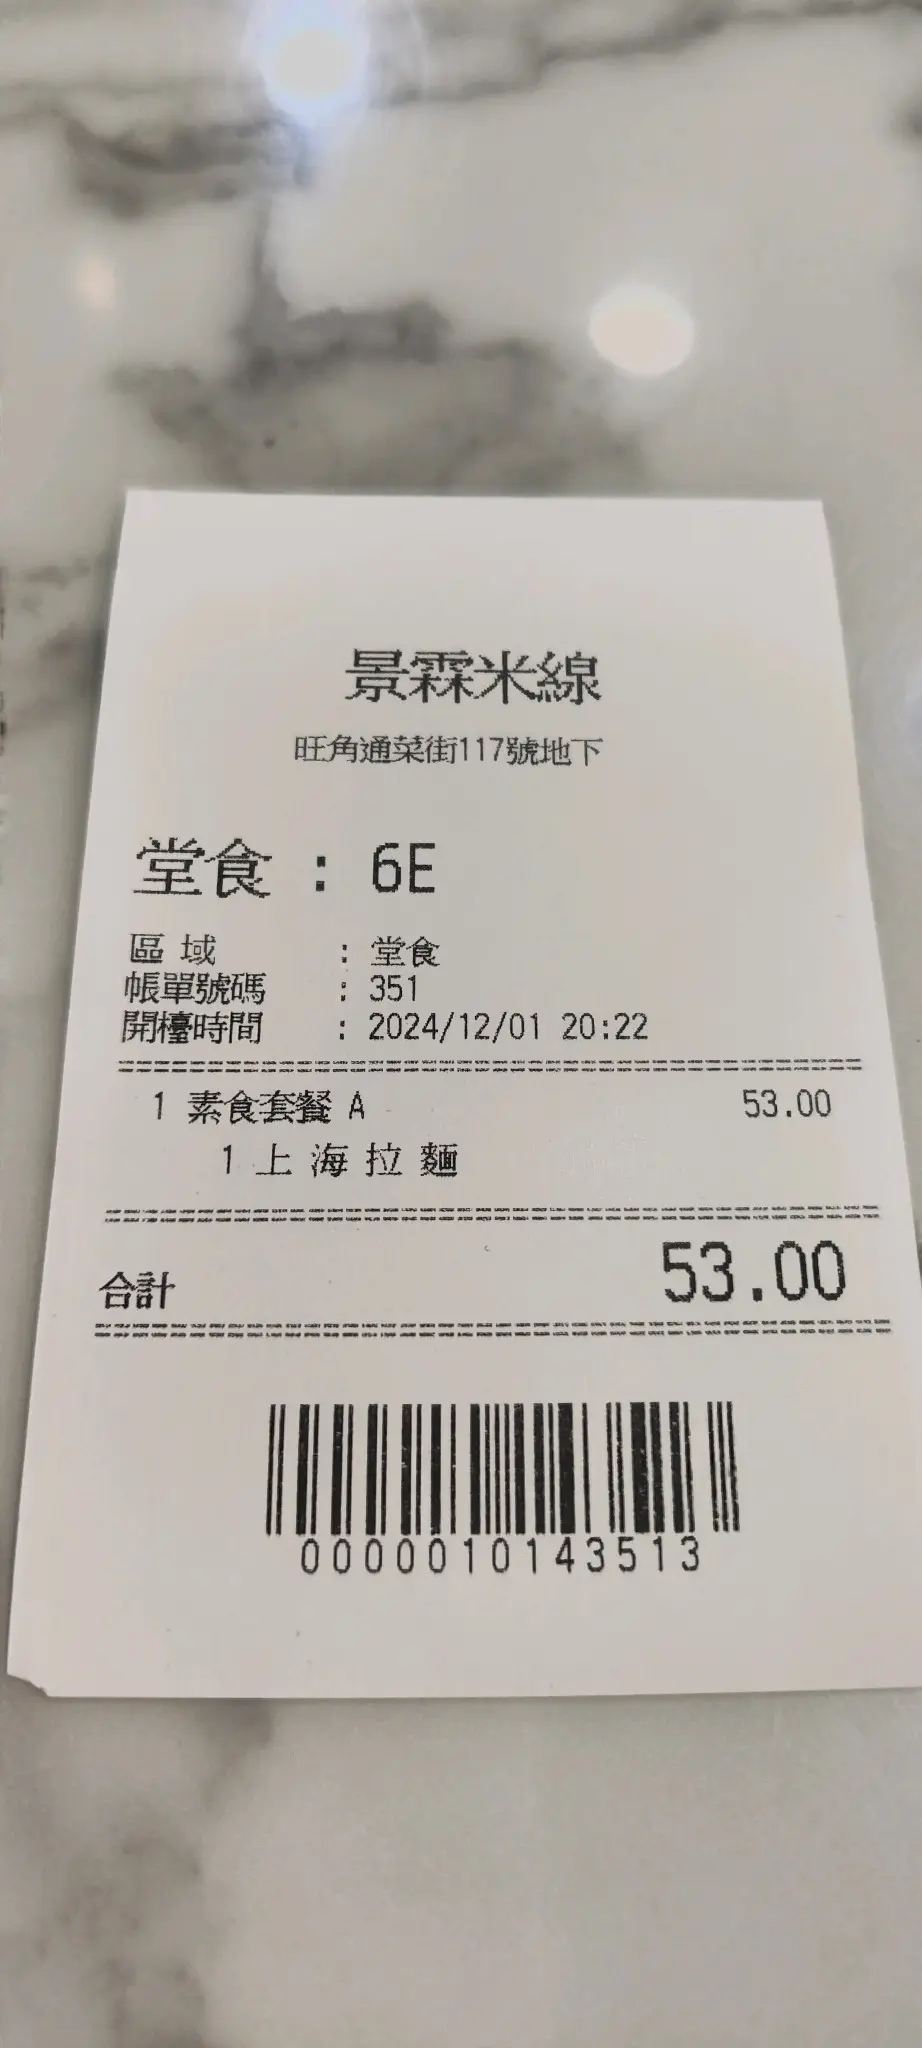 景霖米線
旺角通菜街117號地下
堂食 : 6E
區 域 : 堂食
帳單號碼 : 351
開檯時間 : 2024/12/01 20:22
1 素食套餐 A 53.00
1 上 海 拉 麵
合計 53.00
0000010143513